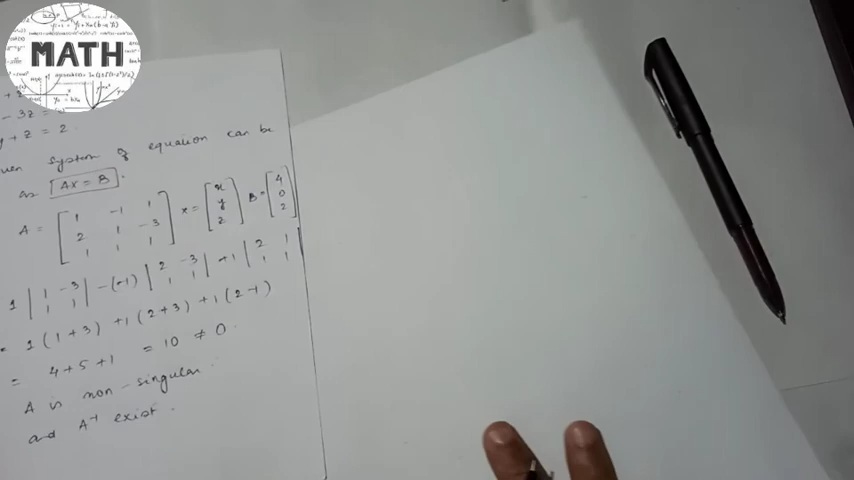 MATH
- 3z =
y + z = 2.
system of equation can be
as AX = B.
A = [ 1 -1 1 2 1 -3 1 1 1 ] x = [ x y z ] B = [ 4 0 2 ]
1 | 1 -3 1 1 | -(-1) | 2 -3 1 1 | +1 | 2 1 1 1 |
= 1 (1+3) +1 (2+3) +1 (2-1)
= 4+5+1 = 10 ≠ 0.
A is non-singular.
and A⁻¹ exist.